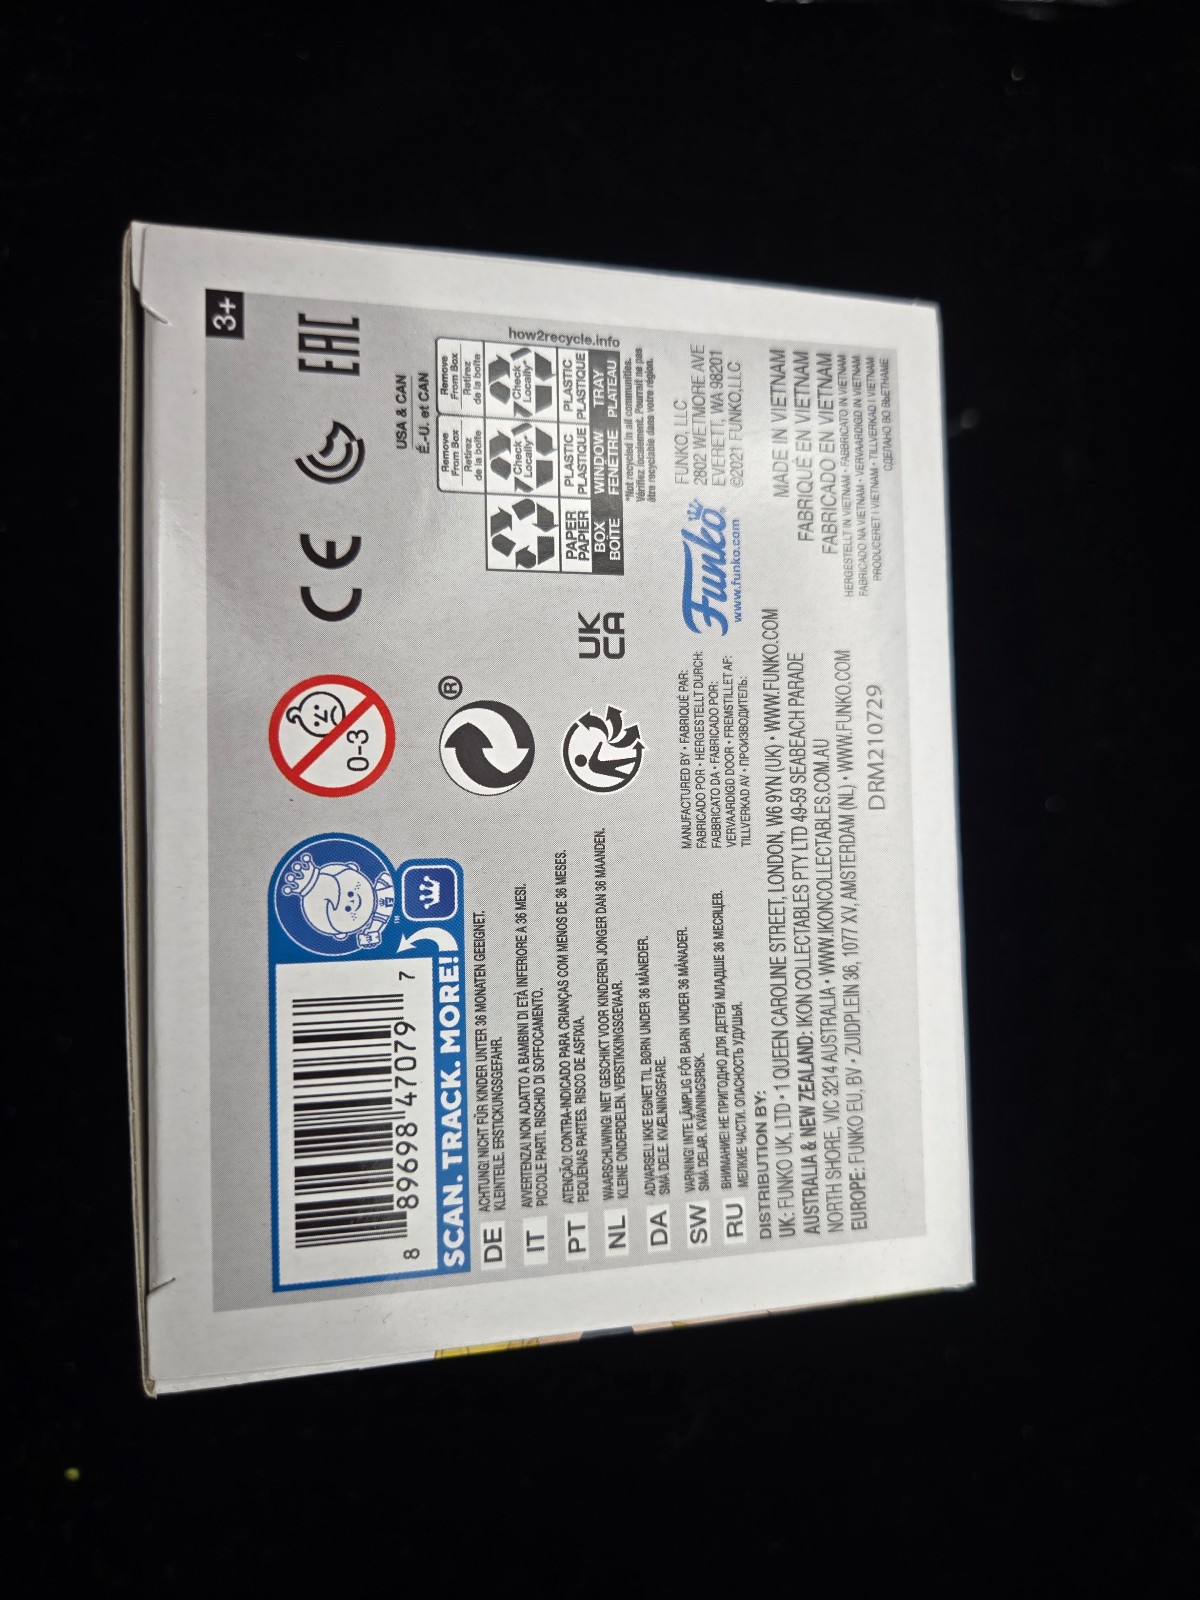 3+
8 89698 47079 7
SCAN. TRACK. MORE!
™
0-3
CE
EAC
®
UK
CA
USA & CAN
É.-U. et CAN
Remove
From Box
Retirez
de la boîte
Remove
From Box
Retirez
de la boîte
Check
Locally*
Check
Locally*
PAPER
PAPIER
PLASTIC
PLASTIQUE
PLASTIC
PLASTIQUE
BOX
BOÎTE
WINDOW
FENÊTRE
TRAY
PLATEAU
how2recycle.info
*Not recycled in all communities.
Vérifiez localement. Pourrait ne pas
être recyclable dans votre région.
DE ACHTUNG! NICHT FÜR KINDER UNTER 36 MONATEN GEEIGNET.
KLEINTEILE. ERSTICKUNGSGEFAHR.
IT AVVERTENZA! NON ADATTO A BAMBINI DI ETÀ INFERIORE A 36 MESI.
PICCOLE PARTI. RISCHIO DI SOFFOCAMENTO.
PT ATENÇÃO! CONTRA-INDICADO PARA CRIANÇAS COM MENOS DE 36 MESES.
PEQUENAS PARTES. RISCO DE ASFIXIA.
NL WAARSCHUWING! NIET GESCHIKT VOOR KINDEREN JONGER DAN 36 MAANDEN.
KLEINE ONDERDELEN. VERSTIKKINGSGEVAAR.
DA ADVARSEL! IKKE EGNET TIL BØRN UNDER 36 MÅNEDER.
SMÅ DELE. KVÆLNINGSFARE.
SW VARNING! INTE LÄMPLIG FÖR BARN UNDER 36 MÅNADER.
SMÅ DELAR. KVÄVNINGSRISK.
RU ВНИМАНИЕ! НЕ ПРИГОДНО ДЛЯ ДЕТЕЙ МЛАДШЕ 36 МЕСЯЦЕВ.
МЕЛКИЕ ЧАСТИ. ОПАСНОСТЬ УДУШЬЯ.
MANUFACTURED BY • FABRIQUÉ PAR:
FABRICADO POR • HERGESTELLT DURCH:
FABBRICATO DA • FABRICADO POR:
VERVAARDIGD DOOR • FREMSTILLET AF:
TILLVERKAD AV • ПРОИЗВОДИТЕЛЬ:
Funko
www.funko.com
FUNKO, LLC
2802 WETMORE AVE
EVERETT, WA 98201
©2021 FUNKO,LLC
DISTRIBUTION BY:
UK: FUNKO UK, LTD • 1 QUEEN CAROLINE STREET, LONDON, W6 9YN (UK) • WWW.FUNKO.COM
AUSTRALIA & NEW ZEALAND: IKON COLLECTABLES PTY LTD 49-59 SEABEACH PARADE
NORTH SHORE, VIC 3214 AUSTRALIA • WWW.IKONCOLLECTABLES.COM.AU
EUROPE: FUNKO EU, BV • ZUIDPLEIN 36, 1077 XV, AMSTERDAM (NL) • WWW.FUNKO.COM
DRM210729
MADE IN VIETNAM
FABRIQUÉ EN VIETNAM
FABRICADO EN VIETNAM
HERGESTELLT IN VIETNAM • FABBRICATO IN VIETNAM
FABRICADO NA VIETNAM • VERVAARDIGD IN VIETNAM
PRODUCERET I VIETNAM • TILLVERKAD I VIETNAM
СДЕЛАНО ВО ВЬЕТНАМЕ